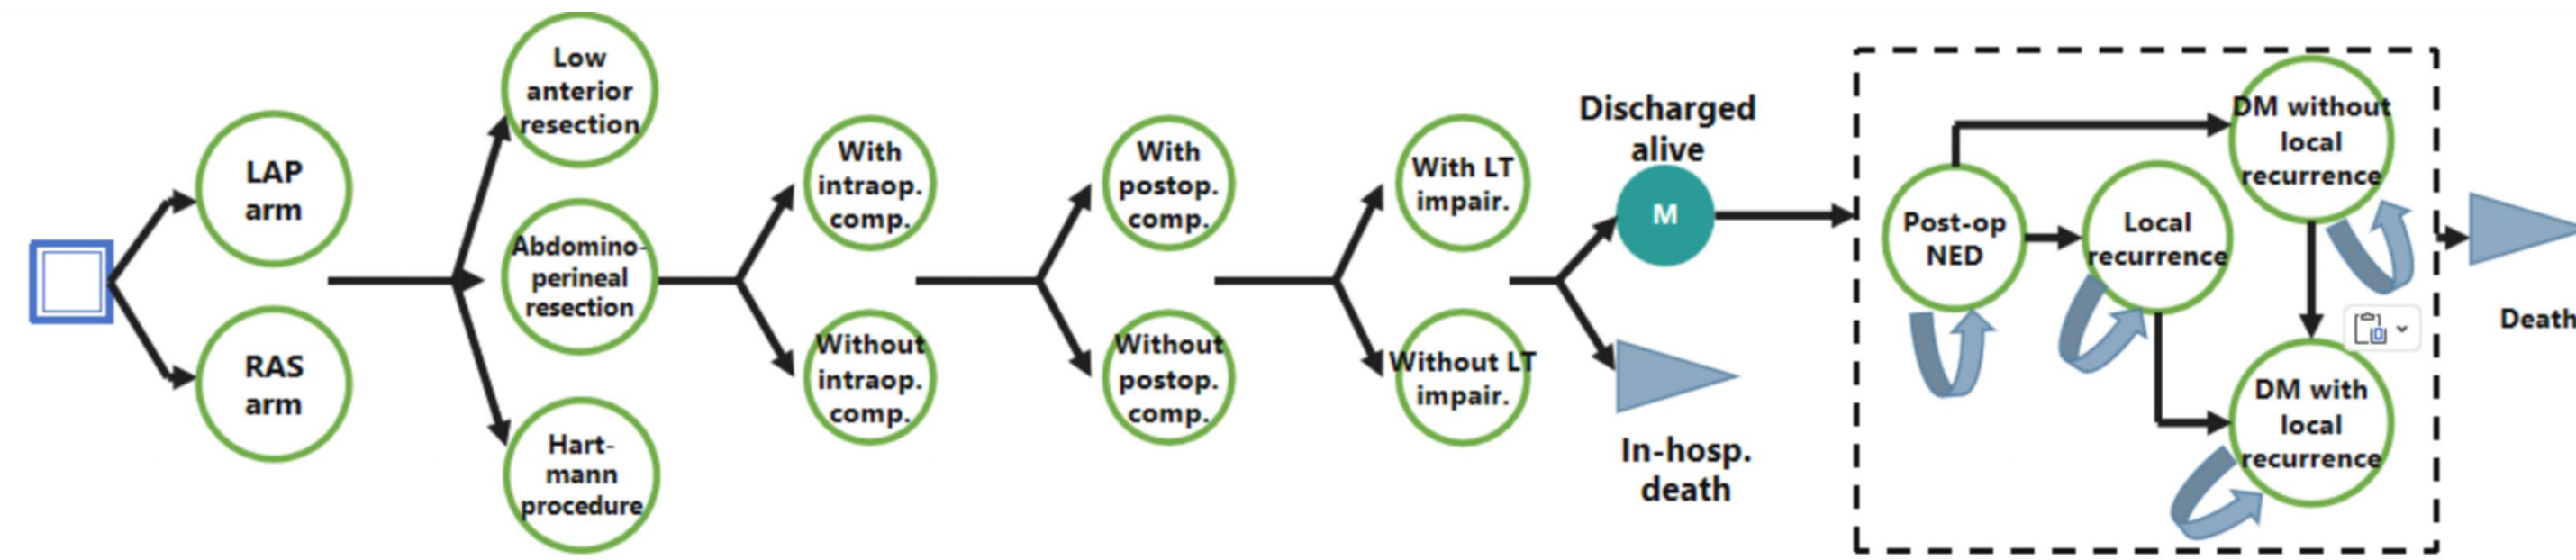 LAP
arm
RAS
arm
Low
anterior
resection
Abdomino-
perineal
resection
Hart-
mann
procedure
With
intraop.
comp.
Without
intraop.
comp.
With
postop.
comp.
Without
postop.
comp.
With LT
impair.
Without LT
impair.
Discharged
alive
M
In-hosp.
death
Post-op
NED
Local
recurrence
DM without
local
recurrence
DM with
local
recurrence
Death